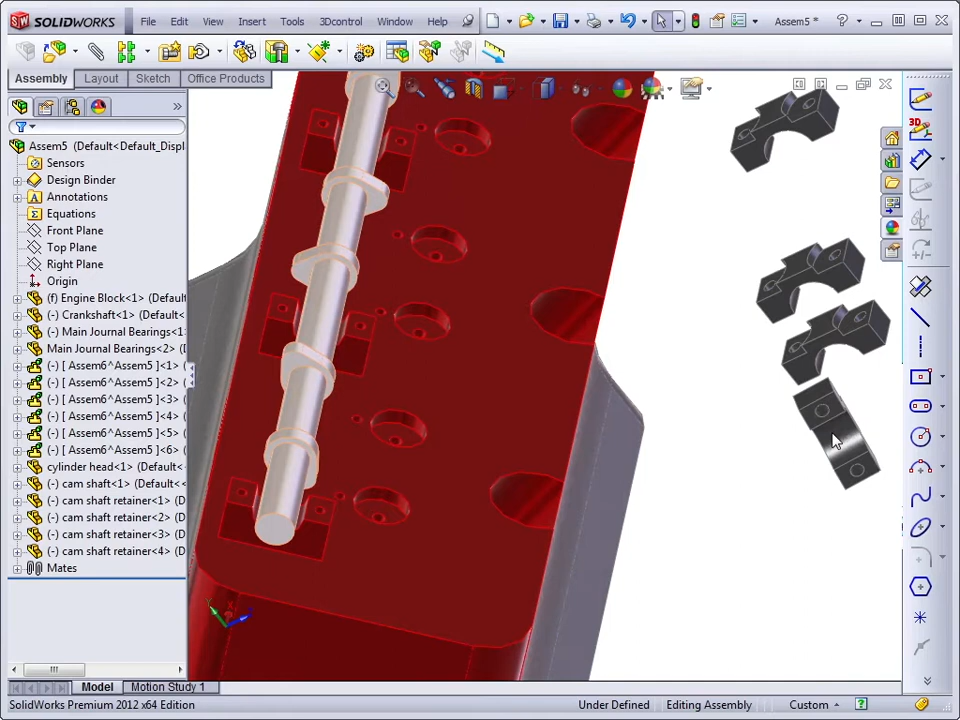 SOLIDWORKS File Edit View Insert Tools 3Dcontrol Window Help Assem5 *
Assembly Layout Sketch Office Products
Assem5 (Default<Default_Displ
Sensors
Design Binder
Annotations
Equations
Front Plane
Top Plane
Right Plane
Origin
(f) Engine Block<1> (Default
(-) Crankshaft<1> (Default<
(-) Main Journal Bearings<1>
Main Journal Bearings<2> (D
(-) [ Assem6^Assem5 ]<1> (
(-) [ Assem6^Assem5 ]<2> (
(-) [ Assem6^Assem5 ]<3> (
(-) [ Assem6^Assem5 ]<4> (
(-) [ Assem6^Assem5 ]<5> (
(-) [ Assem6^Assem5 ]<6> (
cylinder head<1> (Default<
(-) cam shaft<1> (Default<
(-) cam shaft retainer<1> (D
(-) cam shaft retainer<2> (D
(-) cam shaft retainer<3> (D
(-) cam shaft retainer<4> (D
Mates
3D
Model Motion Study 1
SolidWorks Premium 2012 x64 Edition Under Defined Editing Assembly Custom